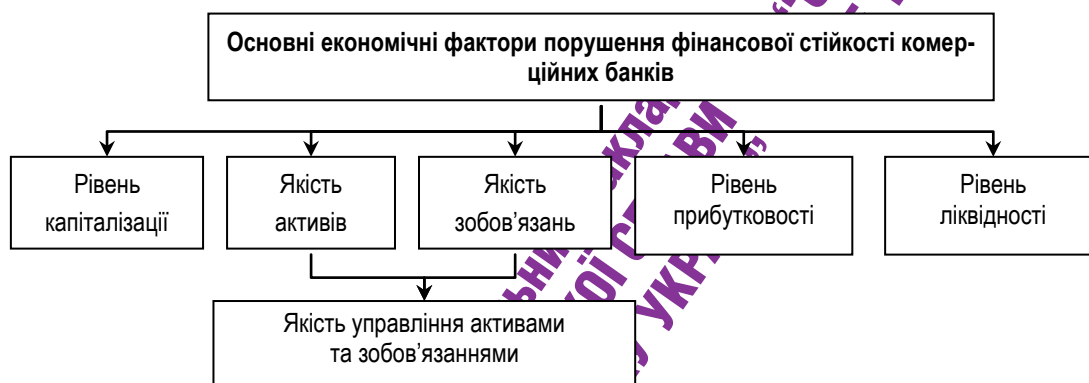 Основні економічні фактори порушення фінансової стійкості комер-
ційних банків
Рівень
капіталізації
Якість
активів
Якість
зобов’язань
Рівень
прибутковості
Рівень
ліквідності
Якість управління активами
та зобов’язаннями